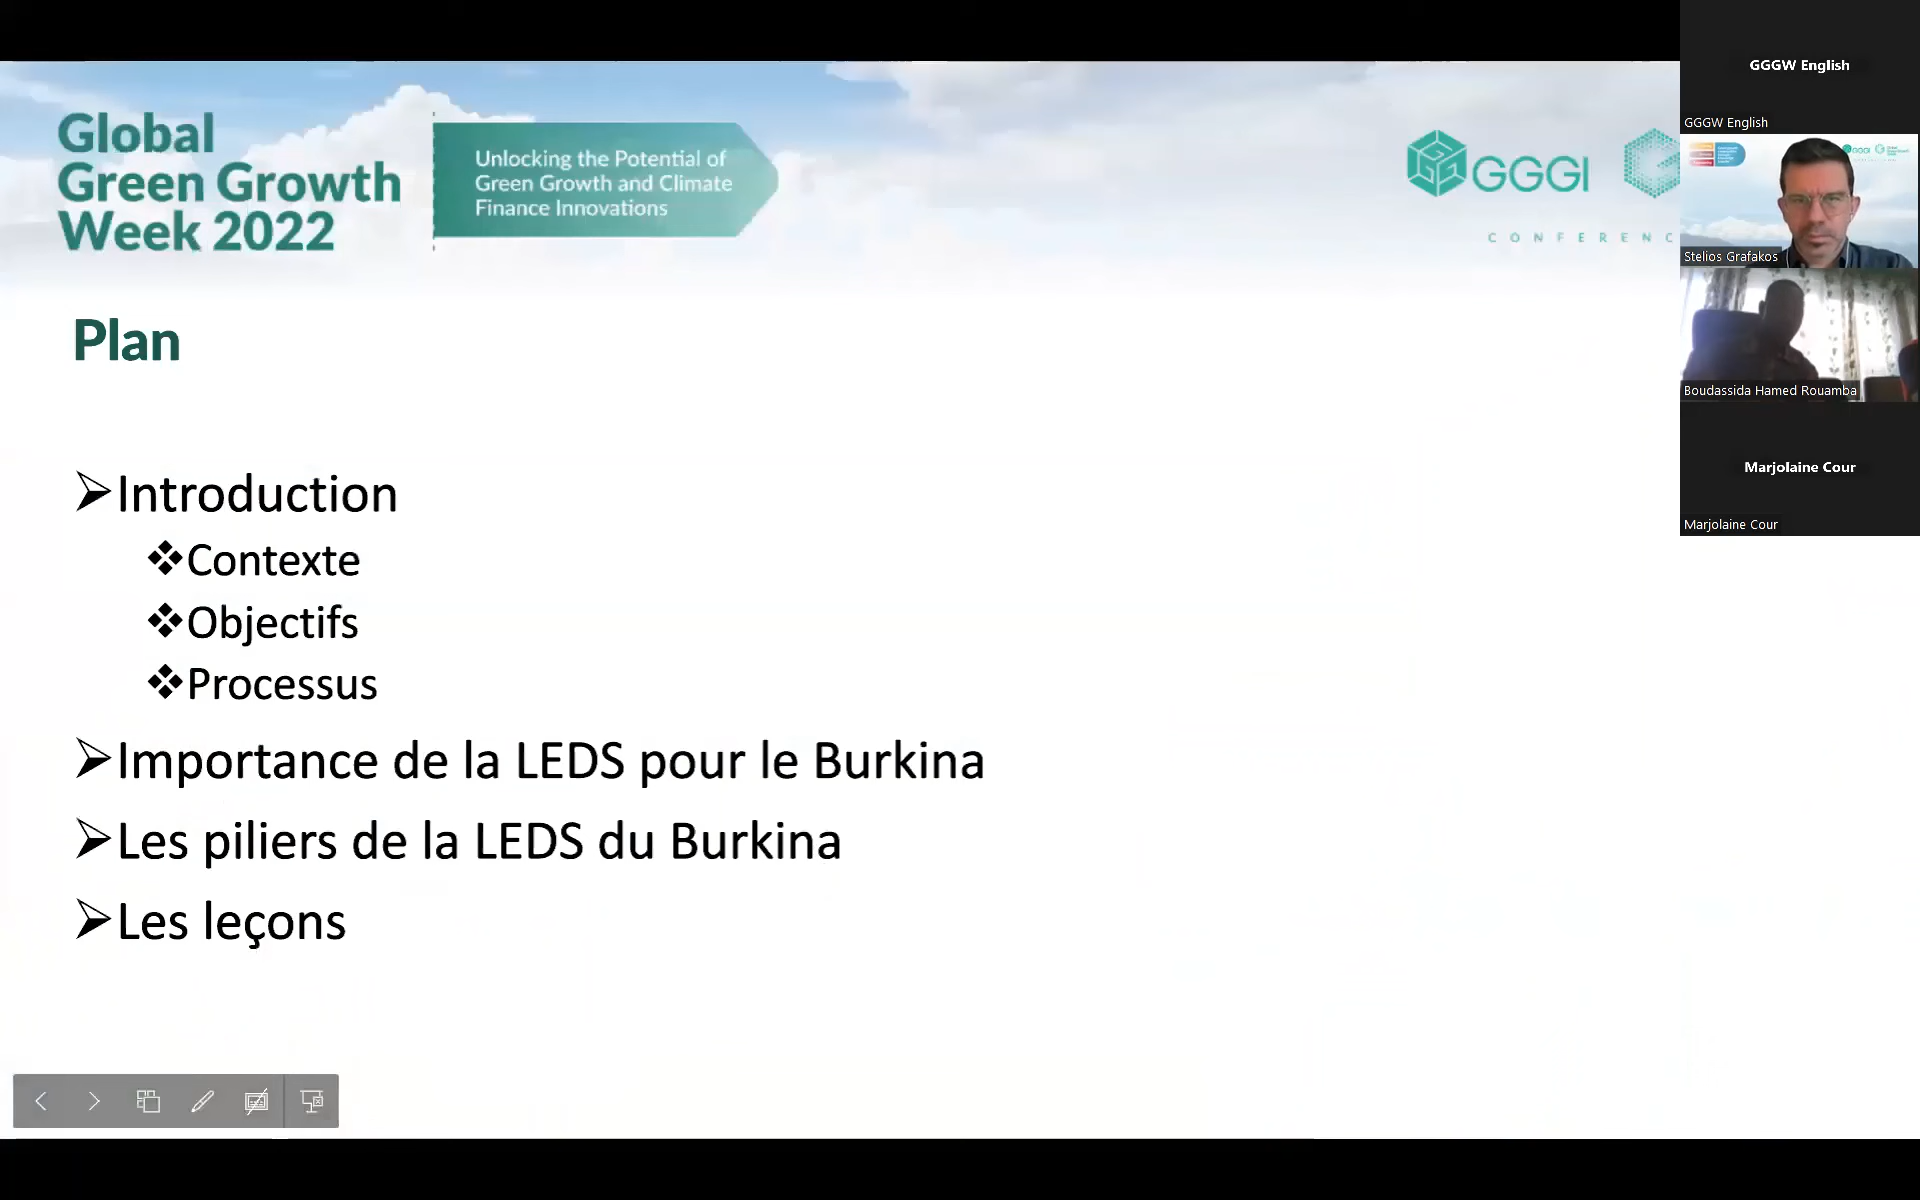 Global
Green Growth
Week 2022
Unlocking the Potential of
Green Growth and Climate
Finance Innovations
GGGI
CONFERENC
Plan
Introduction
Contexte
Objectifs
Processus
Importance de la LEDS pour le Burkina
Les piliers de la LEDS du Burkina
Les leçons
GGGW English
GGGW English
Stelios Grafakos
Boudassida Hamed Rouamba
Marjolaine Cour
Marjolaine Cour